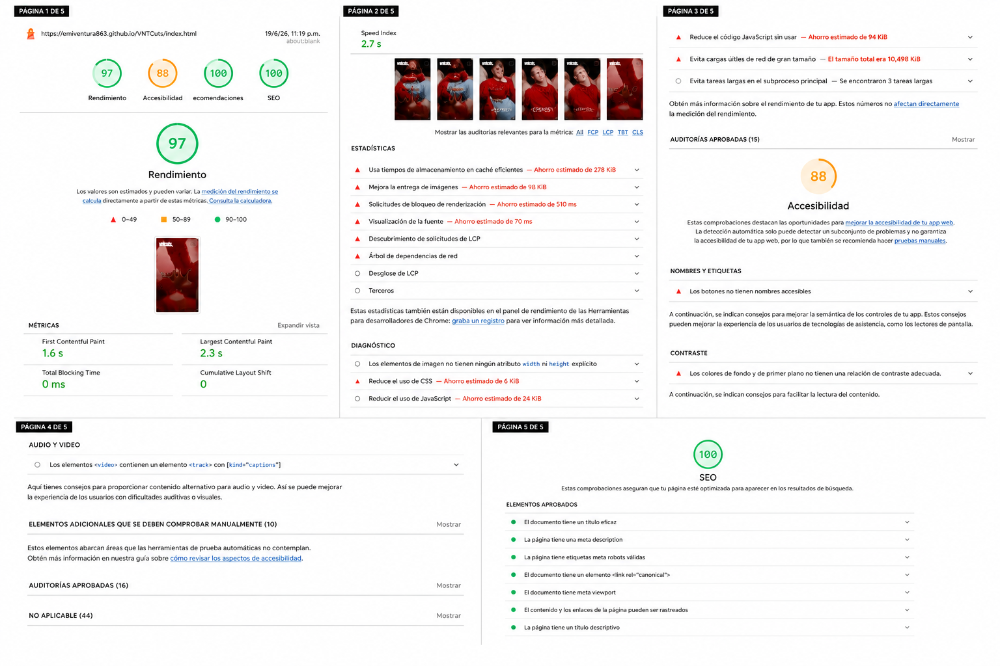 PÁGINA 1 DE 5
https://emiventura863.github.io/VNTCuts/index.html
19/6/26, 11:19 p.m.
about:blank
97
88
100
100
Rendimiento
Accesibilidad
ecomendaciones
SEO
97
Rendimiento
Los valores son estimados y pueden variar. La medición del rendimiento se
calcula directamente a partir de estas métricas. Consulta la calculadora.
0–49
50–89
90–100
vntcuts.
MÉTRICAS
Expandir vista
First Contentful Paint
1.6 s
Largest Contentful Paint
2.3 s
Total Blocking Time
0 ms
Cumulative Layout Shift
0
PÁGINA 2 DE 5
Speed Index
2.7 s
vntcuts.
vntcuts.
vntcuts.
vntcuts.
vntcuts.
vntcuts.
Mostrar las auditorías relevantes para la métrica: All FCP LCP TBT CLS
ESTADÍSTICAS
Usa tiempos de almacenamiento en caché eficientes — Ahorro estimado de 278 KiB
Mejora la entrega de imágenes — Ahorro estimado de 98 KiB
Solicitudes de bloqueo de renderización — Ahorro estimado de 510 ms
Visualización de la fuente — Ahorro estimado de 70 ms
Descubrimiento de solicitudes de LCP
Árbol de dependencias de red
Desglose de LCP
Terceros
Estas estadísticas también están disponibles en el panel de rendimiento de las Herramientas
para desarrolladores de Chrome: graba un registro para ver información más detallada.
DIAGNÓSTICO
Los elementos de imagen no tienen ningún atributo width ni height explícito
Reduce el uso de CSS — Ahorro estimado de 6 KiB
Reducir el uso de JavaScript — Ahorro estimado de 24 KiB
PÁGINA 3 DE 5
Reduce el código JavaScript sin usar — Ahorro estimado de 94 KiB
Evita cargas úitles de red de gran tamaño — El tamaño total era 10,498 KiB
Evita tareas largas en el subproceso principal — Se encontraron 3 tareas largas
Obtén más información sobre el rendimiento de tu app. Estos números no afectan directamente
la medición del rendimiento.
AUDITORÍAS APROBADAS (15)
Mostrar
88
Accesibilidad
Estas comprobaciones destacan las oportunidades para mejorar la accesibilidad de tu app web.
La detección automática solo puede detectar un subconjunto de problemas y no garantiza
la accesibilidad de tu app web, por lo que también se recomienda hacer pruebas manuales.
NOMBRES Y ETIQUETAS
Los botones no tienen nombres accesibles
A continuación, se indican consejos para mejorar la semántica de los controles de tu app. Estos consejos
pueden mejorar la experiencia de los usuarios de tecnologías de asistencia, como los lectores de pantalla.
CONTRASTE
Los colores de fondo y de primer plano no tienen una relación de contraste adecuada.
A continuación, se indican consejos para facilitar la lectura del contenido.
PÁGINA 4 DE 5
AUDIO Y VIDEO
Los elementos <video> contienen un elemento <track> con [kind="captions"]
Aquí tienes consejos para proporcionar contenido alternativo para audio y video. Así se puede mejorar
la experiencia de los usuarios con dificultades auditivas o visuales.
ELEMENTOS ADICIONALES QUE SE DEBEN COMPROBAR MANUALMENTE (10)
Mostrar
Estos elementos abarcan áreas que las herramientas de prueba automáticas no contemplan.
Obtén más información en nuestra guía sobre cómo revisar los aspectos de accesibilidad.
AUDITORÍAS APROBADAS (16)
Mostrar
NO APLICABLE (44)
Mostrar
PÁGINA 5 DE 5
100
SEO
Estas comprobaciones aseguran que tu página esté optimizada para aparecer en los resultados de búsqueda.
ELEMENTOS APROBADOS
El documento tiene un título eficaz
La página tiene una meta description
La página tiene etiquetas meta robots válidas
El documento tiene un elemento <link rel="canonical">
El documento tiene meta viewport
El contenido y los enlaces de la página pueden ser rastreados
La página tiene un título descriptivo